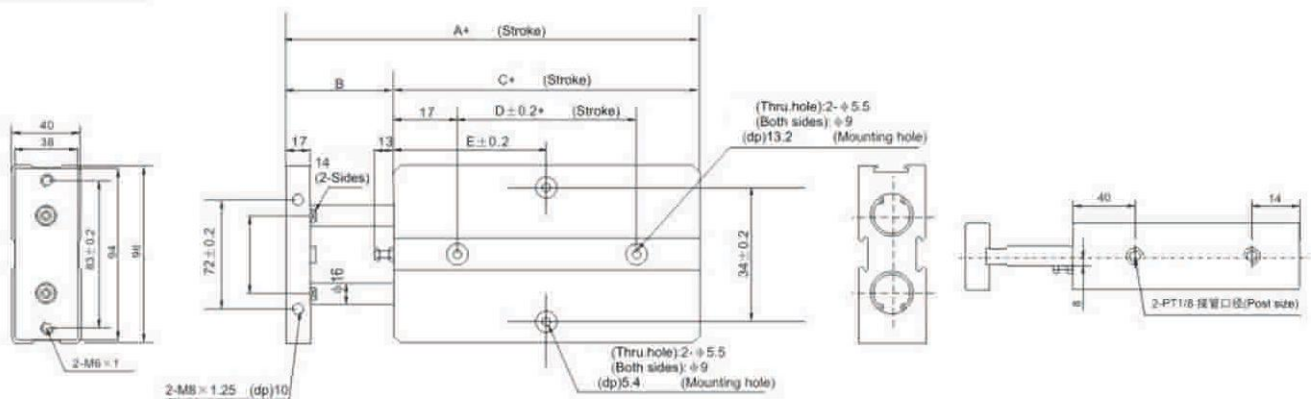 A+ (Stroke)
B
C+ (Stroke)
17
D±0.2+ (Stroke)
(Thru.hole):2-ϕ5.5
(Both sides):ϕ9
(dp)13.2 (Mounting hole)
40
38
17
13
E±0.2
14
(2-Sides)
83±0.2
94
98
72±0.2
ϕ16
34±0.2
40
14
8
2-PT1/8 接管口径(Post size)
2-M6×1
2-M8×1.25 (dp)10
(Thru.hole):2-ϕ5.5
(Both sides):ϕ9
(dp)5.4 (Mounting hole)